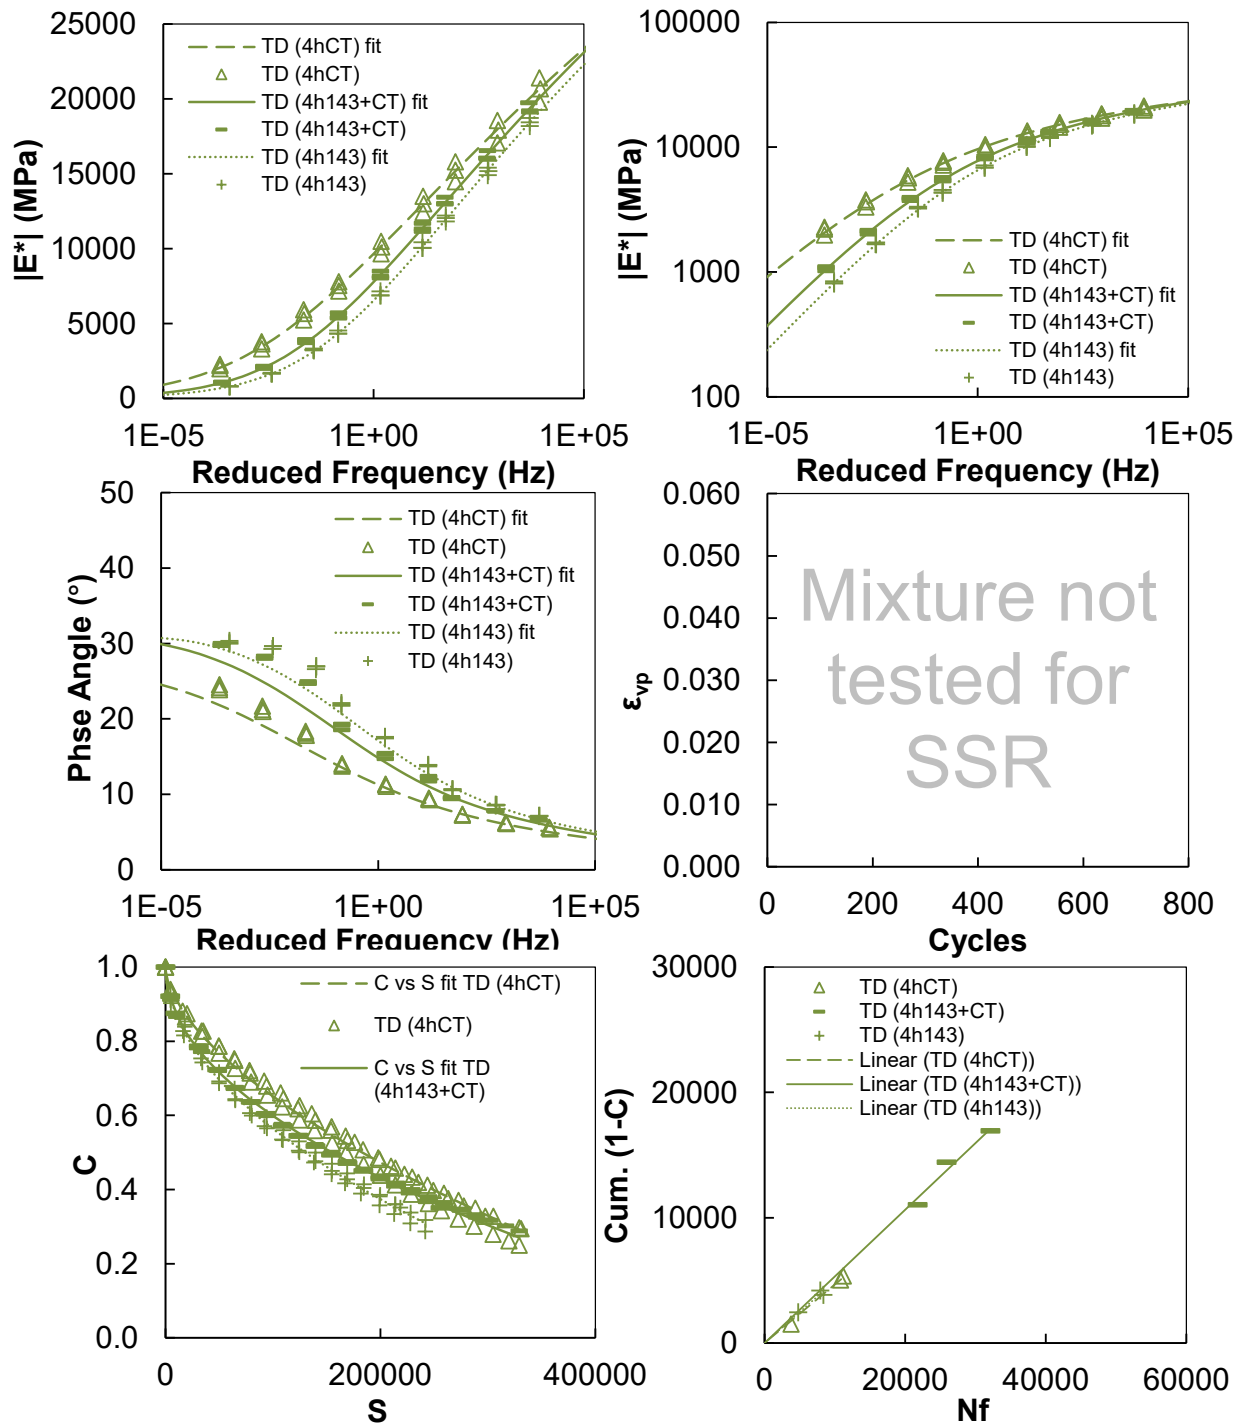 25000
20000
15000
10000
5000
0
|E*| (MPa)
TD (4hCT) fit
TD (4hCT)
TD (4h143+CT) fit
TD (4h143+CT)
TD (4h143) fit
TD (4h143)
1E-05 1E+00 1E+05
Reduced Frequency (Hz)
100000
10000
1000
100
|E*| (MPa)
TD (4hCT) fit
TD (4hCT)
TD (4h143+CT) fit
TD (4h143+CT)
TD (4h143) fit
TD (4h143)
1E-05 1E+00 1E+05
Reduced Frequency (Hz)
50
40
30
20
10
0
Phse Angle (°)
TD (4hCT) fit
TD (4hCT)
TD (4h143+CT) fit
TD (4h143+CT)
TD (4h143) fit
TD (4h143)
1E-05 1E+00 1E+05
Reduced Frequency (Hz)
0.060
0.050
0.040
0.030
0.020
0.010
0.000
εvp
Mixture not
tested for
SSR
0 200 400 600 800
Cycles
1.0
0.8
0.6
0.4
0.2
0.0
C
C vs S fit TD (4hCT)
TD (4hCT)
C vs S fit TD
(4h143+CT)
0 200000 400000
S
30000
20000
10000
0
Cum. (1-C)
TD (4hCT)
TD (4h143+CT)
TD (4h143)
Linear (TD (4hCT))
Linear (TD (4h143+CT))
Linear (TD (4h143))
0 20000 40000 60000
Nf